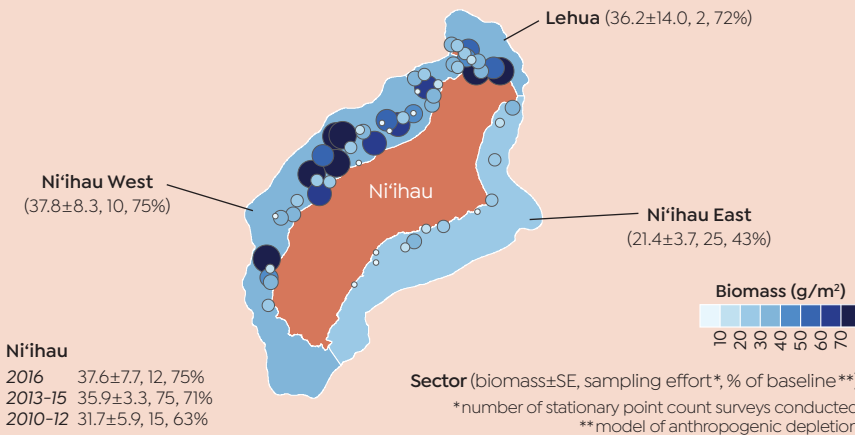 Lehua (36.2±14.0, 2, 72%)
Ni‘ihau West
(37.8±8.3, 10, 75%)
Ni‘ihau
Ni‘ihau East
(21.4±3.7, 25, 43%)
Biomass (g/m²)
10 20 30 40 50 60 70
Ni‘ihau
2016 37.6±7.7, 12, 75%
2013-15 35.9±3.3, 75, 71%
2010-12 31.7±5.9, 15, 63%
Sector (biomass±SE, sampling effort*, % of baseline**)
*number of stationary point count surveys conducted
**model of anthropogenic depletion